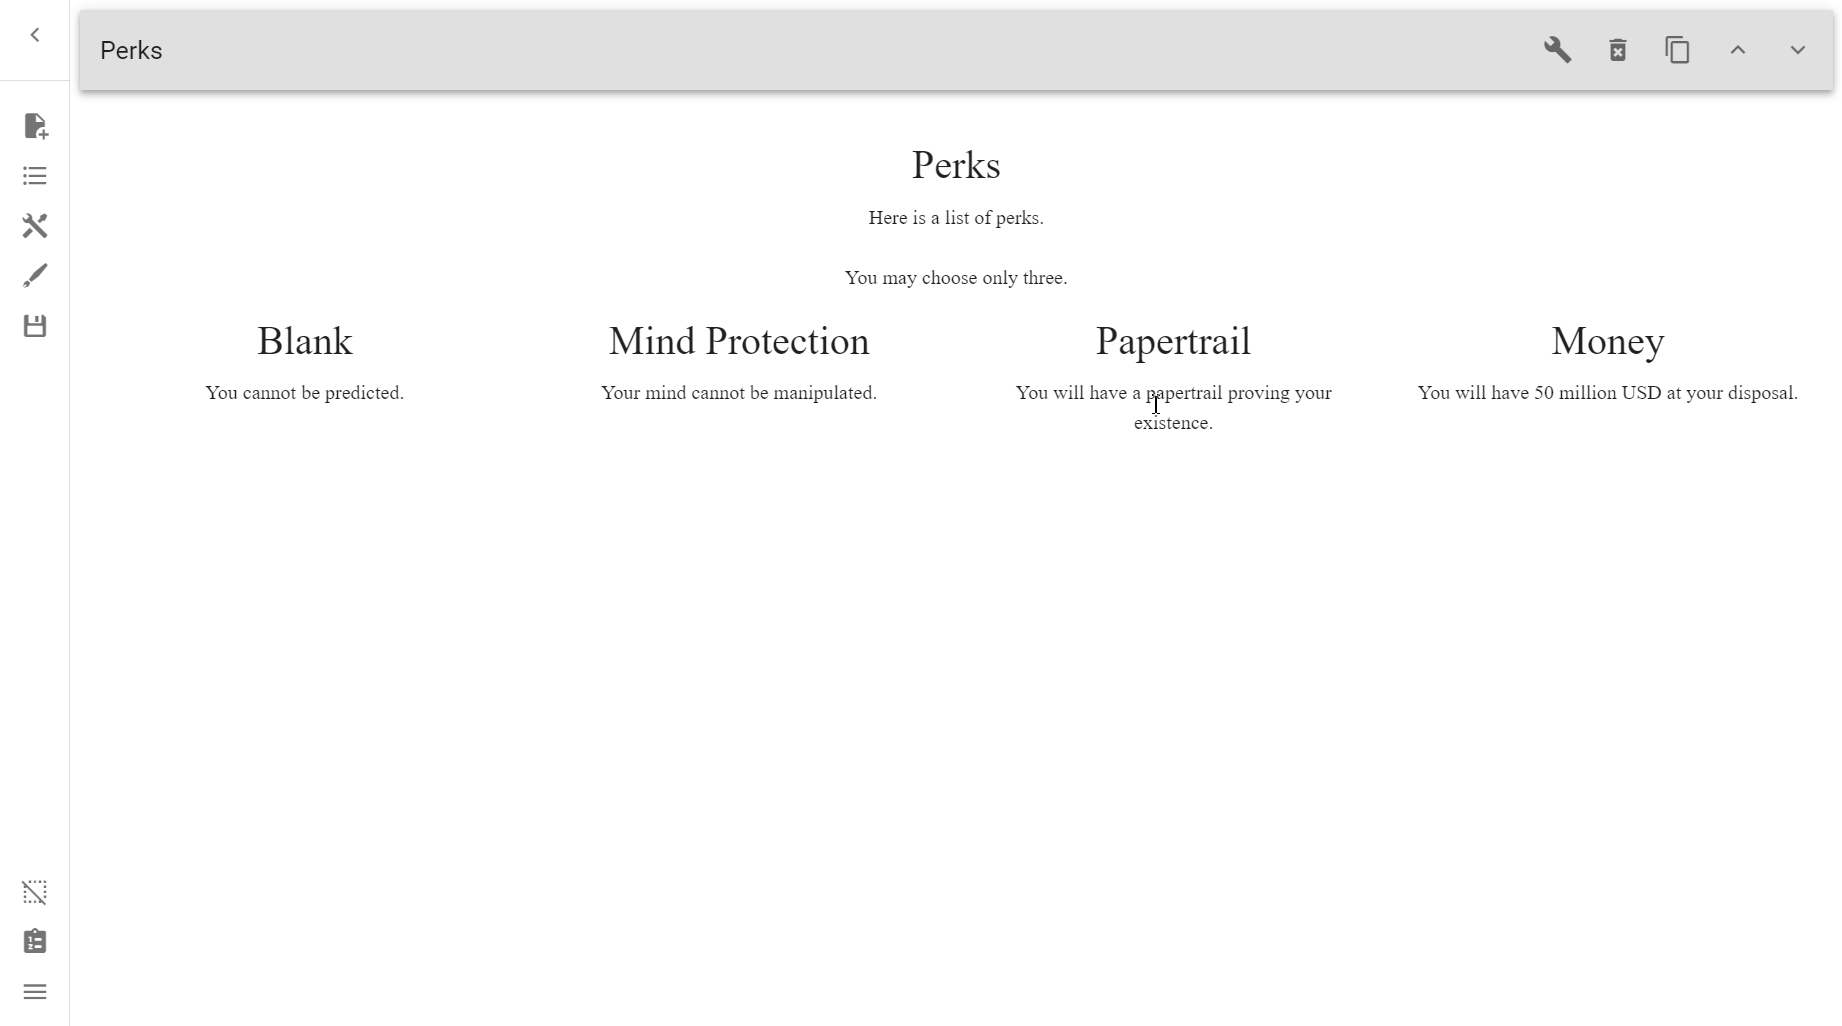 Perks
Perks
Here is a list of perks.
You may choose only three.
Blank
You cannot be predicted.
Mind Protection
Your mind cannot be manipulated.
Papertrail
You will have a papertrail proving your
existence.
Money
You will have 50 million USD at your disposal.